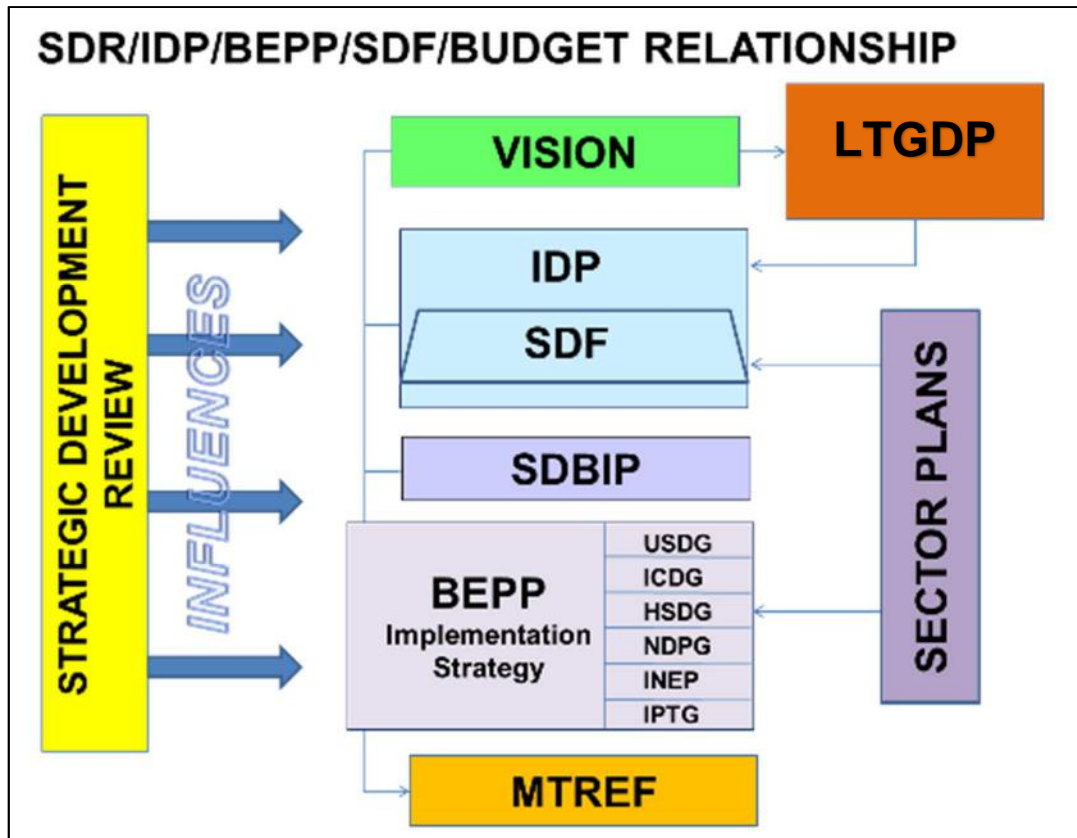 SDR/IDP/BEPP/SDF/BUDGET RELATIONSHIP
STRATEGIC DEVELOPMENT
REVIEW
INFLUENCES
VISION
LTGDP
IDP
SDF
SDBIP
BEPP
Implementation
Strategy
USDG
ICDG
HSDG
NDPG
INEP
IPTG
MTREF
SECTOR PLANS